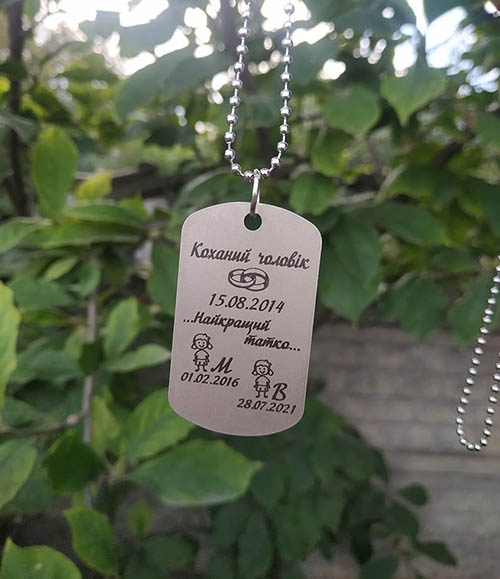 Коханий чоловік
15.08.2014
...Найкращий
татко...
М
01.02.2016
В
28.07.2021